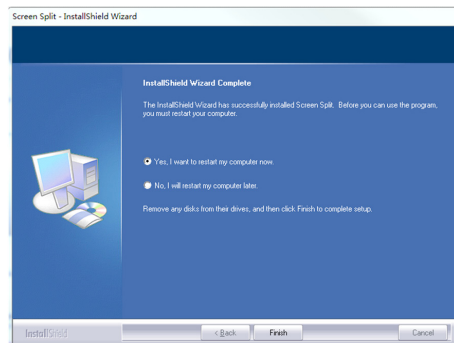 Screen Split - InstallShield Wizard
InstallShield Wizard Complete
The InstallShield Wizard has successfully installed Screen Split. Before you can use the program,
you must restart your computer.
Yes, I want to restart my computer now.
No, I will restart my computer later.
Remove any disks from their drives, and then click Finish to complete setup.
InstallShield
< Back
Finish
Cancel